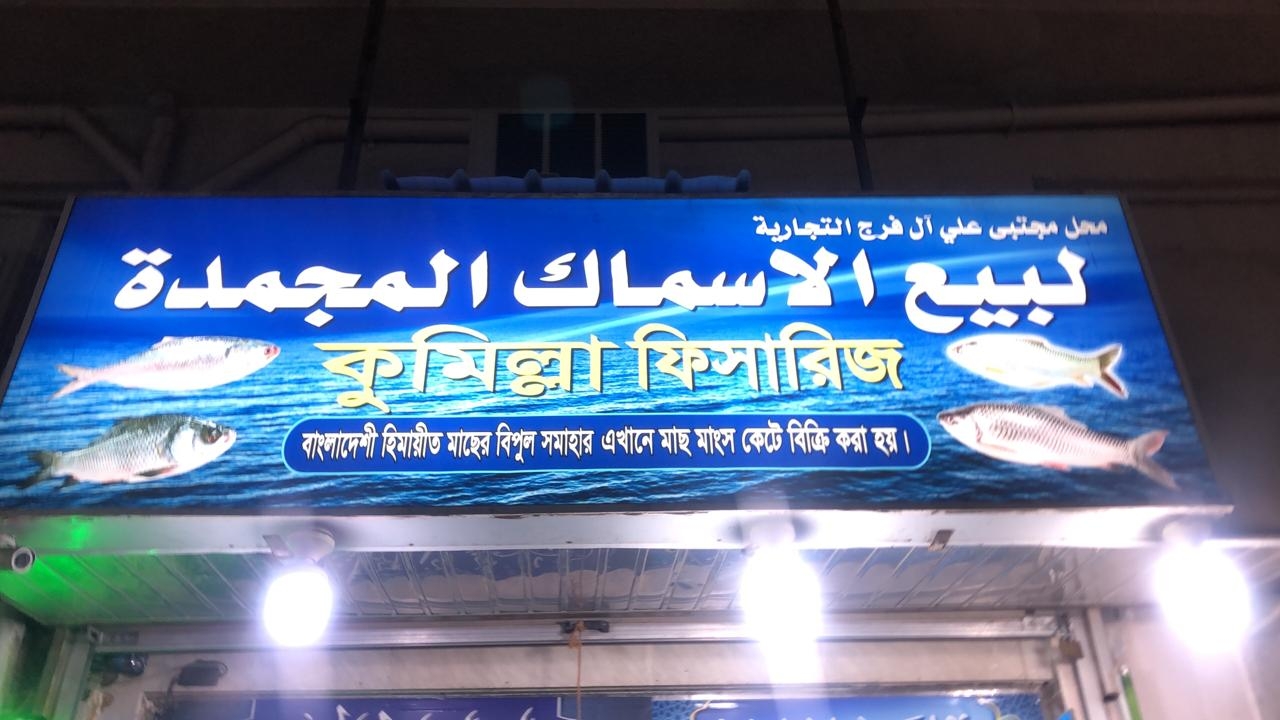 محل مجتبى علي آل فرج التجارية
لبيع الاسماك المجمدة
কুমিল্লা ফিসারিজ
বাংলাদেশী হিমায়ীত মাছের বিপুল সমাহার এখানে মাছ মাংস কেটে বিক্রি করা হয়।